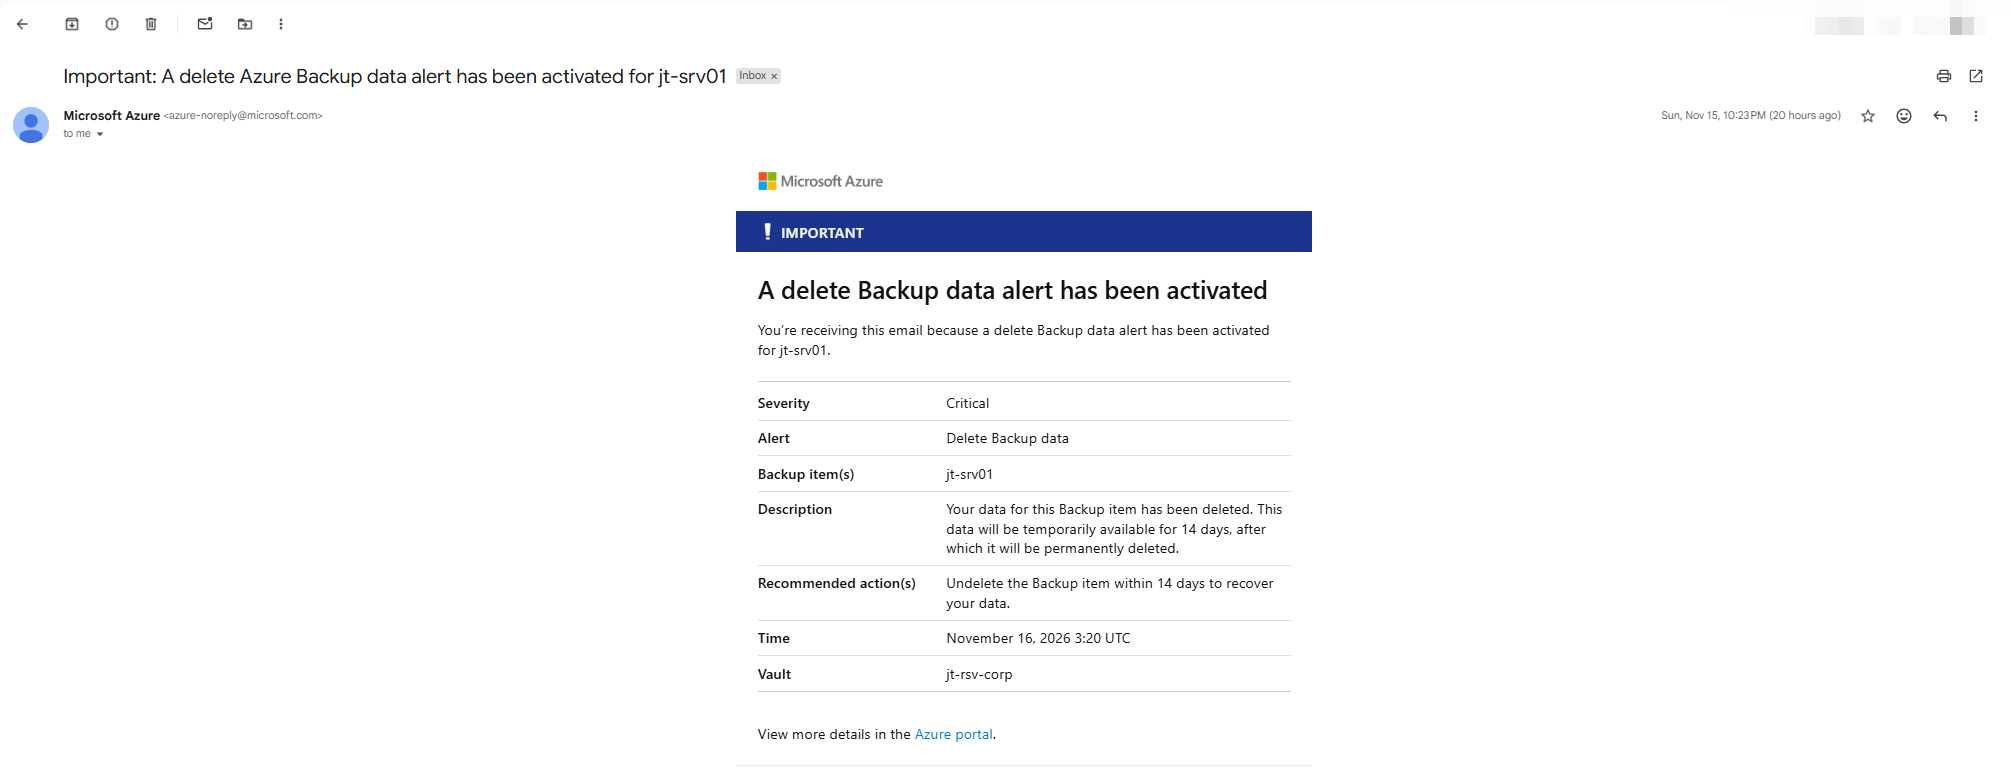 Important: A delete Azure Backup data alert has been activated for jt-srv01 Inbox ×
Microsoft Azure <azure-noreply@microsoft.com> Sun, Nov 15, 10:23 PM (20 hours ago)
to me
Microsoft Azure
! IMPORTANT
A delete Backup data alert has been activated
You're receiving this email because a delete Backup data alert has been activated
for jt-srv01.
Severity Critical
Alert Delete Backup data
Backup item(s) jt-srv01
Description Your data for this Backup item has been deleted. This
data will be temporarily available for 14 days, after
which it will be permanently deleted.
Recommended action(s) Undelete the Backup item within 14 days to recover
your data.
Time November 16, 2026 3:20 UTC
Vault jt-rsv-corp
View more details in the Azure portal.